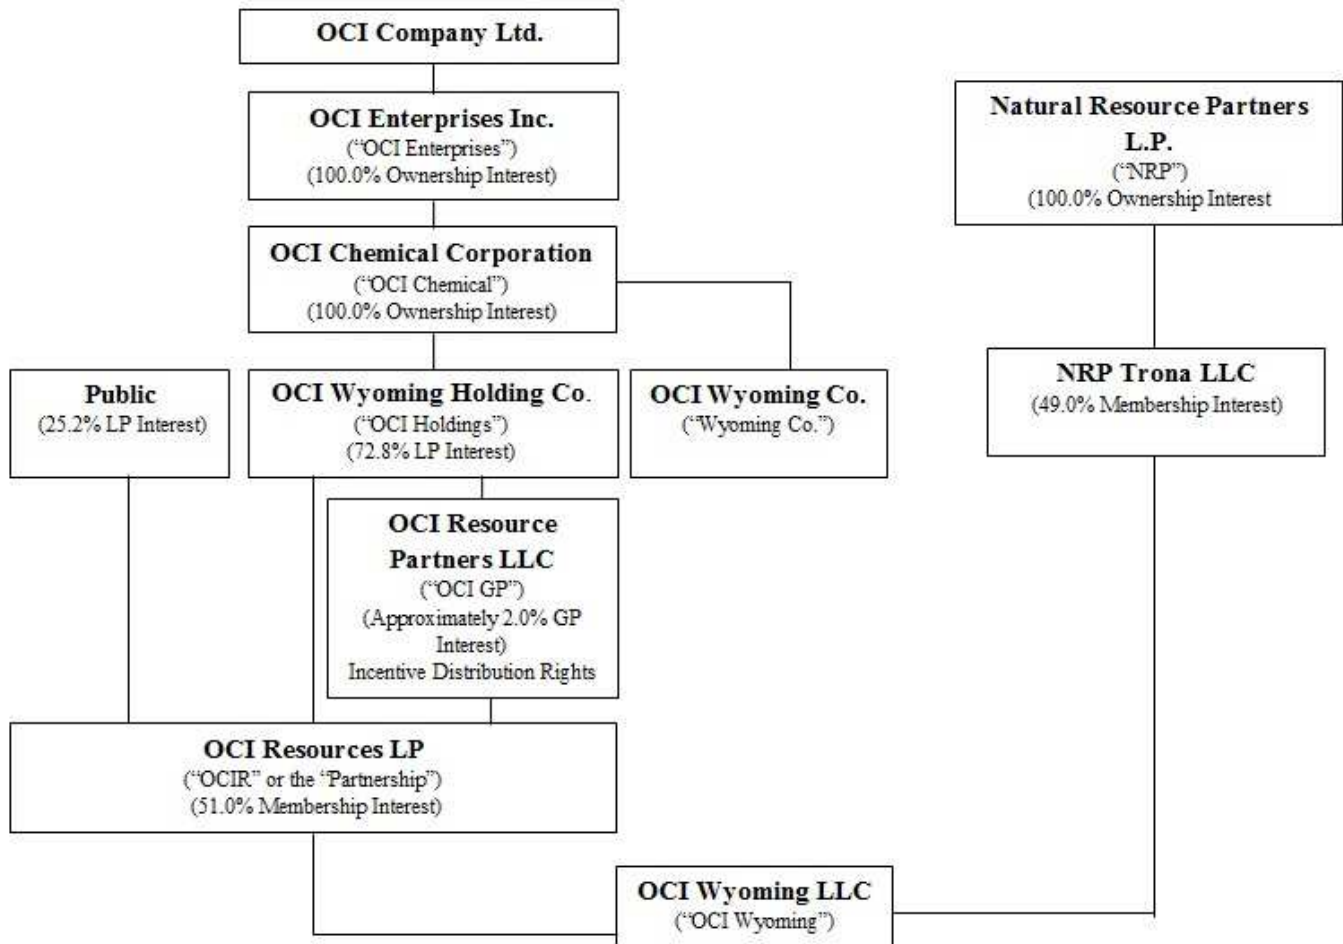 OCI Company Ltd.
OCI Enterprises Inc.
(“OCI Enterprises”)
(100.0% Ownership Interest)
Natural Resource Partners
L.P.
(“NRP”)
(100.0% Ownership Interest
OCI Chemical Corporation
(“OCI Chemical”)
(100.0% Ownership Interest)
Public
(25.2% LP Interest)
OCI Wyoming Holding Co.
(“OCI Holdings”)
(72.8% LP Interest)
OCI Wyoming Co.
(“Wyoming Co.”)
NRP Trona LLC
(49.0% Membership Interest)
OCI Resource
Partners LLC
(“OCI GP”)
(Approximately 2.0% GP
Interest)
Incentive Distribution Rights
OCI Resources LP
(“OCIR” or the “Partnership”)
(51.0% Membership Interest)
OCI Wyoming LLC
(“OCI Wyoming”)